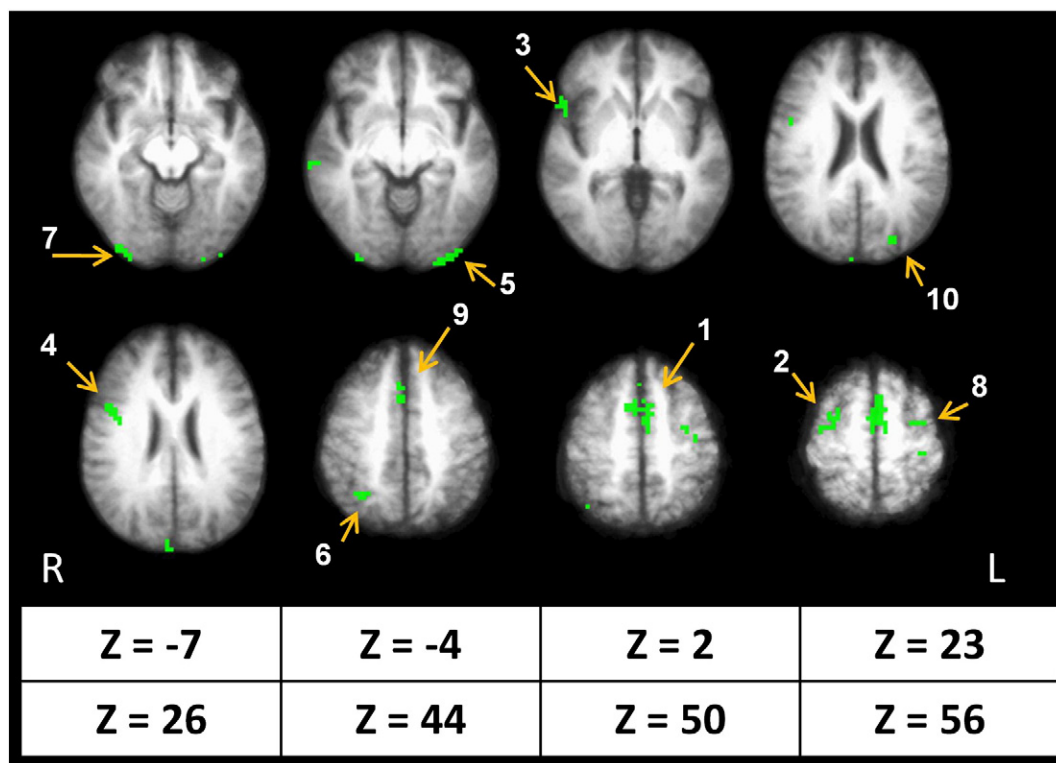 3
7
5
10
4
9
1
2
8
6
R
L
Z = -7 Z = -4 Z = 2 Z = 23
Z = 26 Z = 44 Z = 50 Z = 56